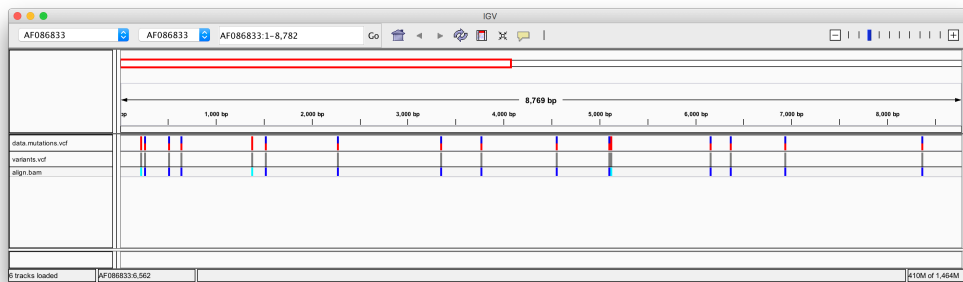 IGV
AF086833 AF086833 AF086833:1-8,782 Go
8,769 bp
bp 1,000 bp 2,000 bp 3,000 bp 4,000 bp 5,000 bp 6,000 bp 7,000 bp 8,000 bp
data.mutations.vcf
variants.vcf
align.bam
6 tracks loaded AF086833:6,562 410M of 1,464M